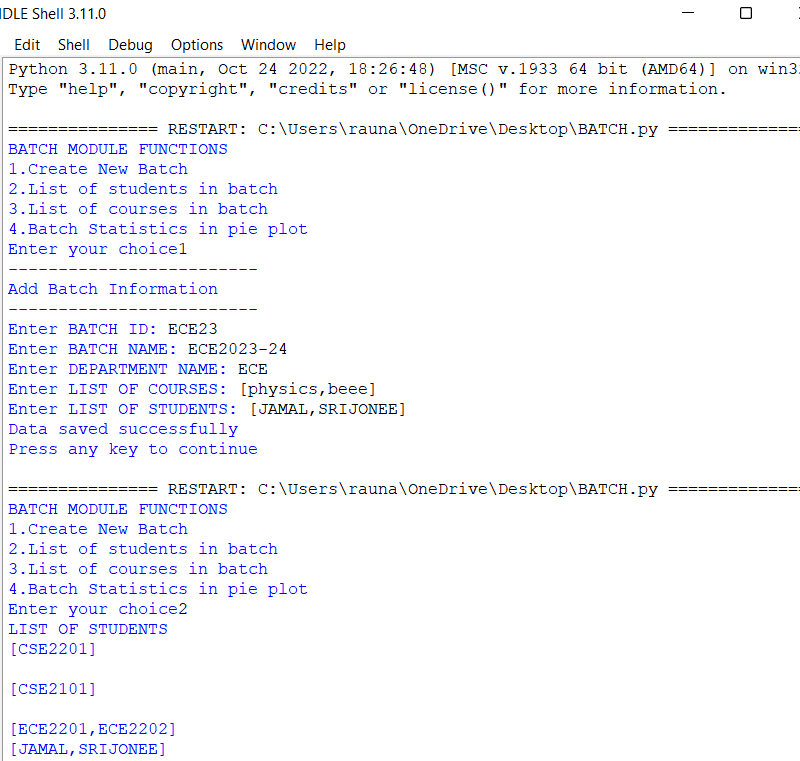 IDLE Shell 3.11.0
Edit Shell Debug Options Window Help
Python 3.11.0 (main, Oct 24 2022, 18:26:48) [MSC v.1933 64 bit (AMD64)] on win3
Type "help", "copyright", "credits" or "license()" for more information.
=============== RESTART: C:\Users\rauna\OneDrive\Desktop\BATCH.py ==============
BATCH MODULE FUNCTIONS
1.Create New Batch
2.List of students in batch
3.List of courses in batch
4.Batch Statistics in pie plot
Enter your choice1
-------------------------
Add Batch Information
-------------------------
Enter BATCH ID: ECE23
Enter BATCH NAME: ECE2023-24
Enter DEPARTMENT NAME: ECE
Enter LIST OF COURSES: [physics,beee]
Enter LIST OF STUDENTS: [JAMAL,SRIJONEE]
Data saved successfully
Press any key to continue
=============== RESTART: C:\Users\rauna\OneDrive\Desktop\BATCH.py ==============
BATCH MODULE FUNCTIONS
1.Create New Batch
2.List of students in batch
3.List of courses in batch
4.Batch Statistics in pie plot
Enter your choice2
LIST OF STUDENTS
[CSE2201]
[CSE2101]
[ECE2201,ECE2202]
[JAMAL,SRIJONEE]